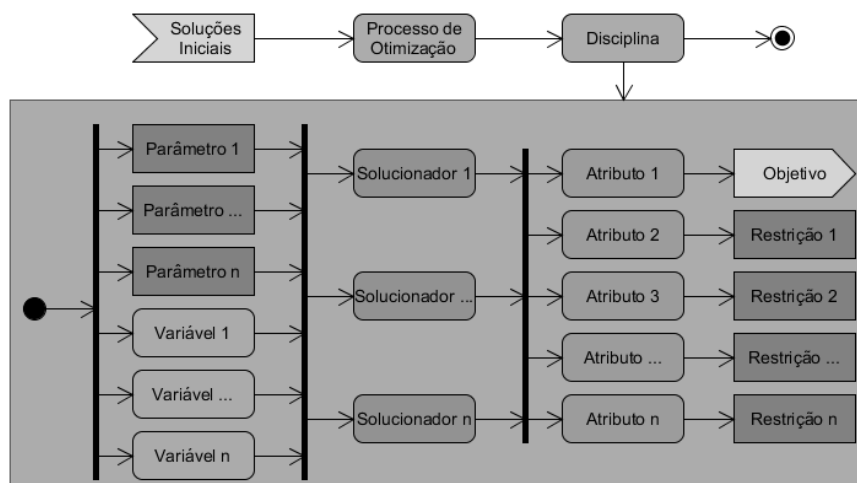 Soluções
Iniciais
Processo de
Otimização
Disciplina
Parâmetro 1
Parâmetro ...
Parâmetro n
Variável 1
Variável ...
Variável n
Solucionador 1
Solucionador ...
Solucionador n
Atributo 1
Atributo 2
Atributo 3
Atributo ...
Atributo n
Objetivo
Restrição 1
Restrição 2
Restrição ...
Restrição n